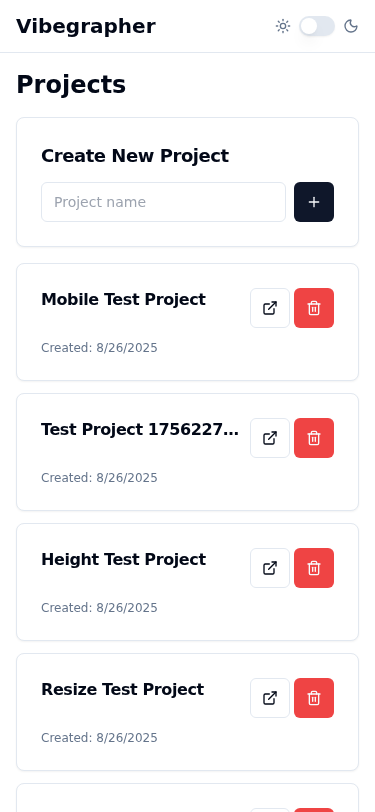 Vibegrapher
Projects
Create New Project
Project name
Mobile Test Project
Created: 8/26/2025
Test Project 1756227...
Created: 8/26/2025
Height Test Project
Created: 8/26/2025
Resize Test Project
Created: 8/26/2025